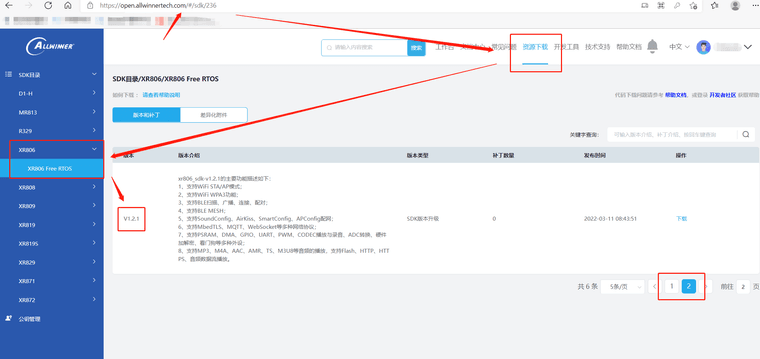 https://open.allwinnertech.com/#/sdk/236
ALLWINNER
请输入内容搜索
搜索
工作台
常见问题
资源下载
开发工具
技术支持
帮助文档
中文
SDK目录
D1-H
MR813
R329
XR806
XR806 Free RTOS
XR808
XR809
XR819
XR819S
XR829
XR871
XR872
公钥管理
SDK目录/XR806/XR806 Free RTOS
如何下载: 请查看帮助说明
代码下载问题请参考 帮助文档, 或登录 开发者社区 获取帮助
版本和补丁
差异化附件
关键字查询:
可输入版本介绍、补丁介绍、按回车键查询
版本 版本介绍 版本类型 补丁数量 发布时间 操作
xr806_sdk-v1.2.1的主要功能描述如下:
1、支持WiFi STA/AP模式;
2、支持WiFi WPA3功能;
3、支持BLE扫描、广播、连接、配对;
4、支持BLE MESH;
5、支持SoundConfig、AirKiss、SmartConfig、APConfig配网;
6、支持MbedTLS、MQTT、WebSocket等多种网络协议;
7、支持PSRAM、DMA、GPIO、UART、PWM、CODEC播放与录音、ADC按键、硬件
加解密、看门狗等多种外设;
8、支持MP3、M4A、AAC、AMR、TS、M3U8等音频的播放, 支持Flash、HTTP、HTT
PS、音频数据流播放。
V1.2.1
SDK版本升级
0
2022-03-11 08:43:51
下载
共 6 条
5条/页
1
2
前往 2 页